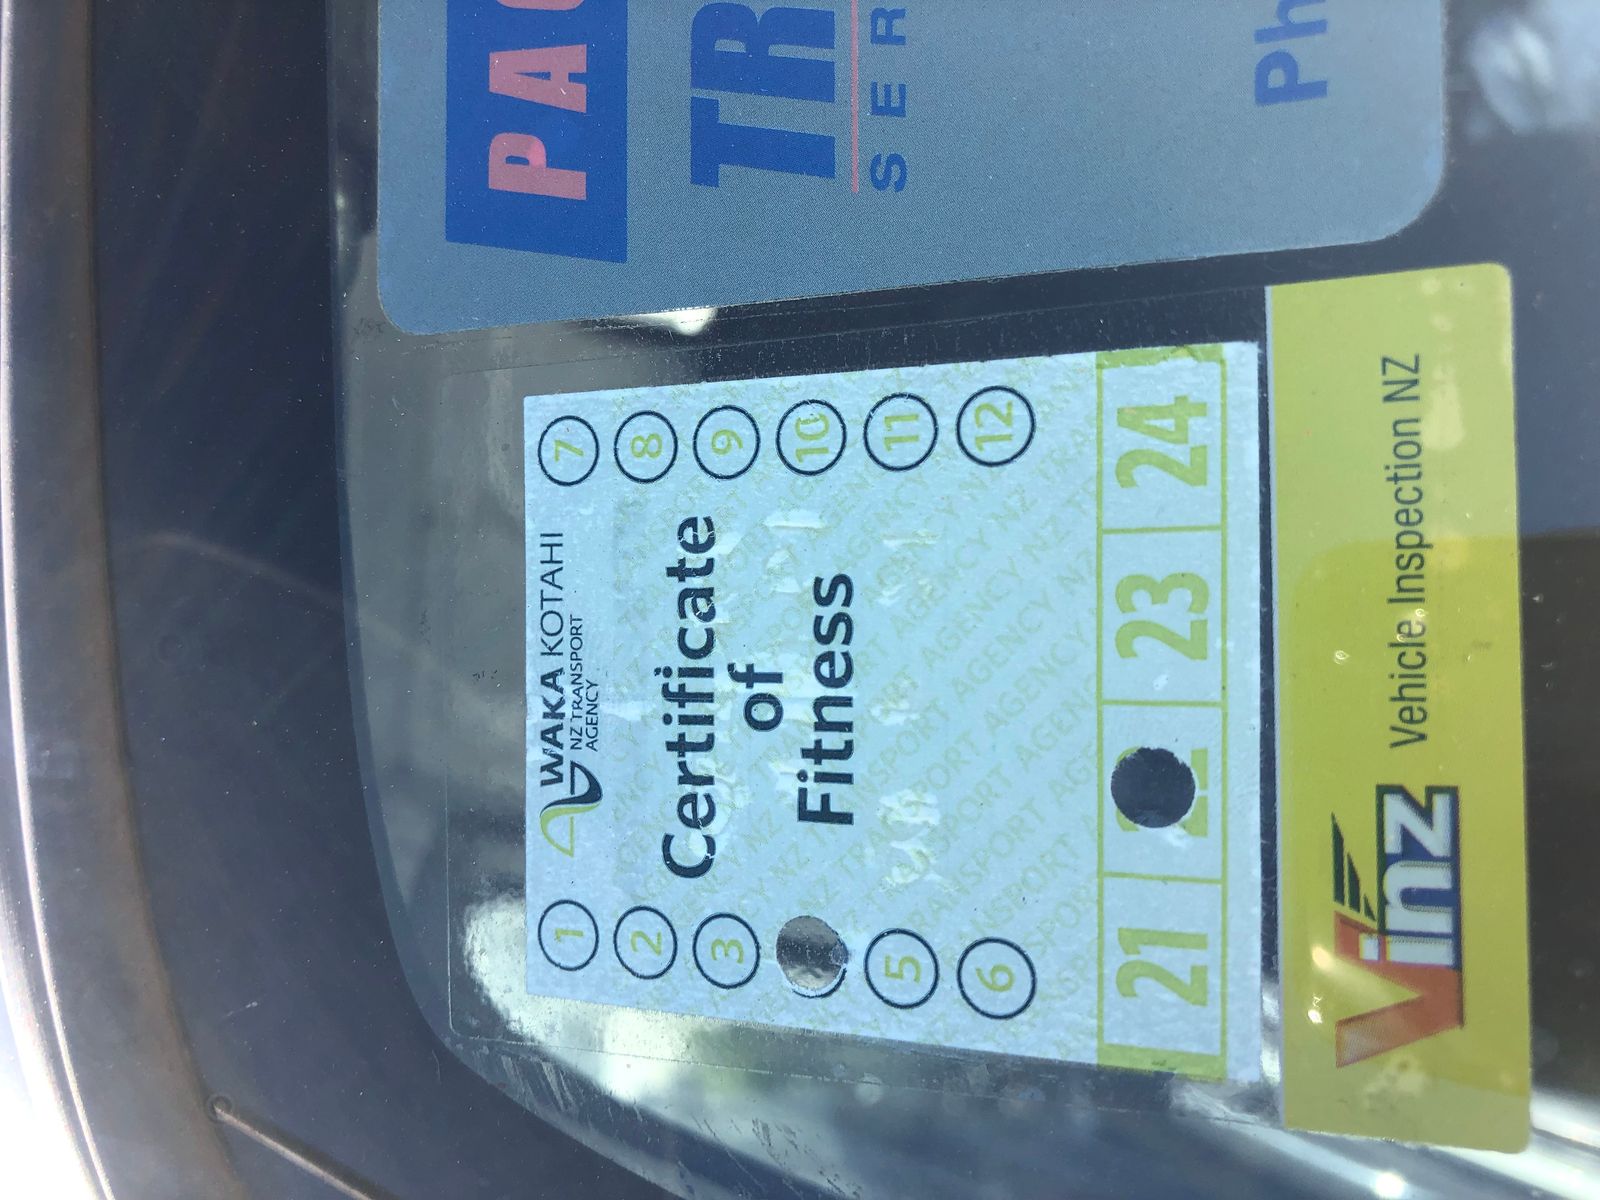 WAKA KOTAHI
NZ TRANSPORT
AGENCY
1
7
2
8
Certificate
3
9
of
10
Fitness
5
11
6
12
21 23 24
Vinz Vehicle Inspection NZ
PAC
TR
SER
Ph